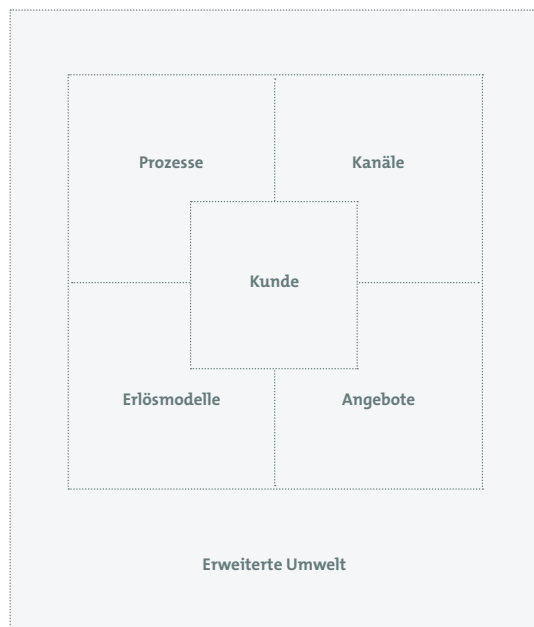 Prozesse
Kanäle
Kunde
Erlösmodelle
Angebote
Erweiterte Umwelt